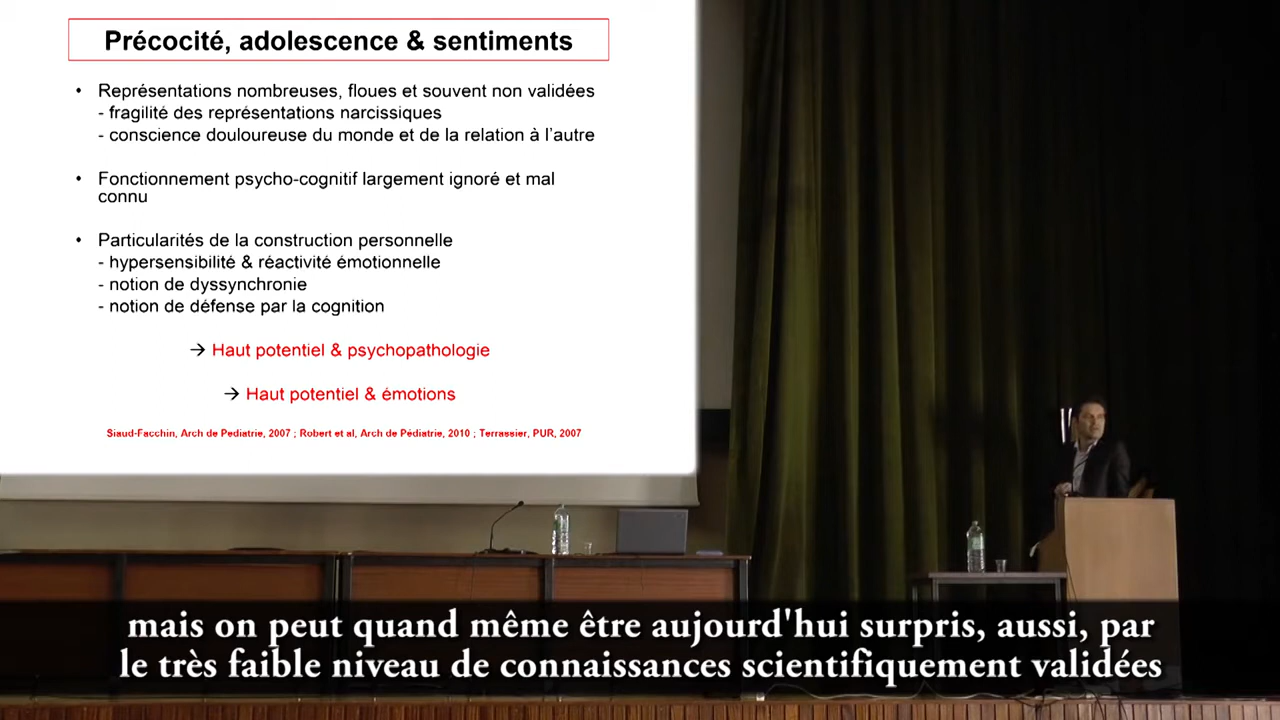 Précocité, adolescence & sentiments
• Représentations nombreuses, floues et souvent non validées
- fragilité des représentations narcissiques
- conscience douloureuse du monde et de la relation à l'autre
• Fonctionnement psycho-cognitif largement ignoré et mal
connu
• Particularités de la construction personnelle
- hypersensibilité & réactivité émotionnelle
- notion de dyssynchronie
- notion de défense par la cognition
→ Haut potentiel & psychopathologie
→ Haut potentiel & émotions
Siaud-Facchin, Arch de Pediatrie, 2007 ; Robert et al, Arch de Pédiatrie, 2010 ; Terrassier, PUR, 2007
mais on peut quand même être aujourd'hui surpris, aussi, par
le très faible niveau de connaissances scientifiquement validées